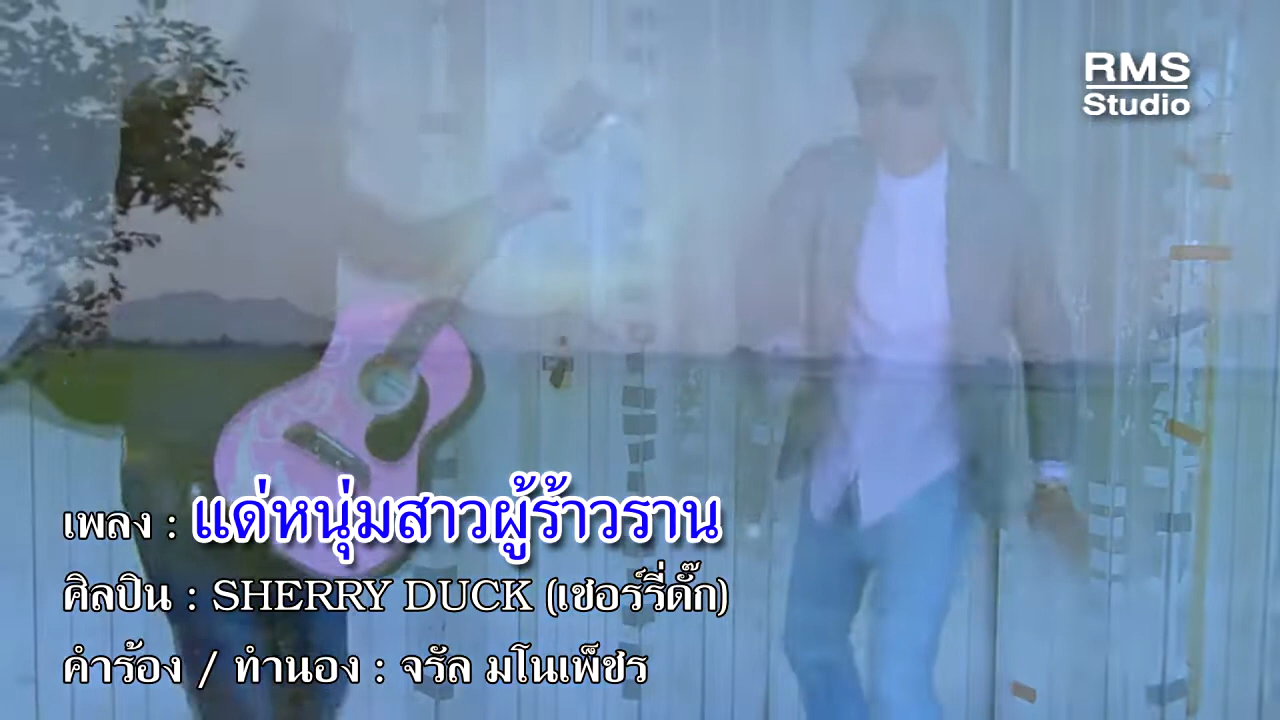 RMS
Studio
เพลง : แด่หนุ่มสาวผู้ร้าวราน
ศิลปิน : SHERRY DUCK (เชอร์รี่ดั๊ก)
คำร้อง / ทำนอง : จรัล มโนเพ็ชร